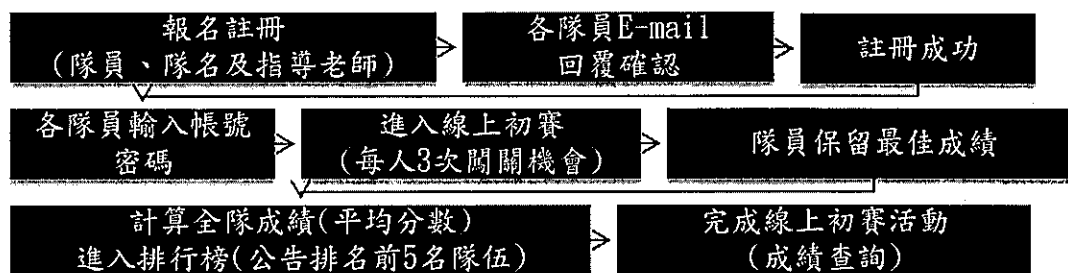 報名註冊
(隊員、隊名及指導老師)
各隊員E-mail
回覆確認
註冊成功
各隊員輸入帳號
密碼
進入線上初賽
(每人3次闖關機會)
隊員保留最佳成績
計算全隊成績(平均分數)
進入排行榜(公告排名前5名隊伍)
完成線上初賽活動
(成績查詢)